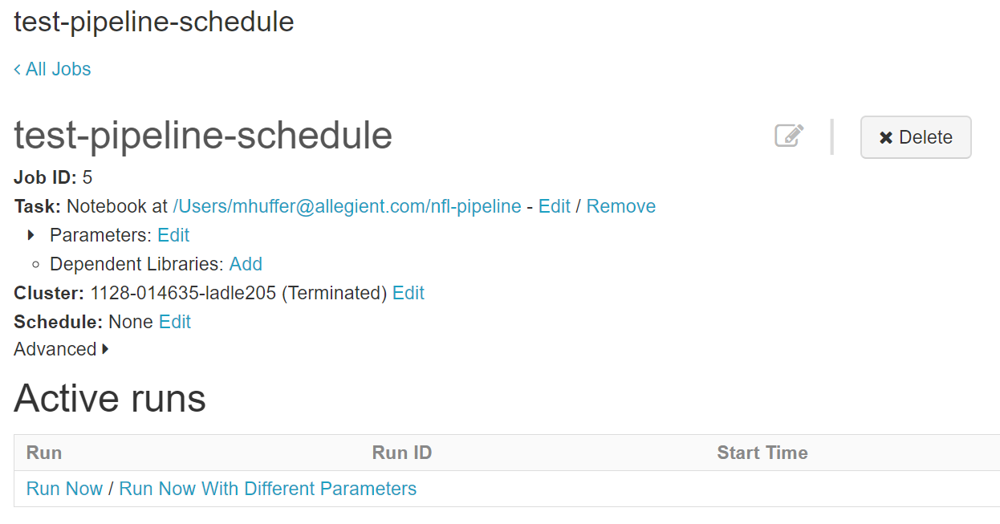 test-pipeline-schedule
< All Jobs
test-pipeline-schedule
Delete
Job ID: 5
Task: Notebook at /Users/mhuffer@allegient.com/nfl-pipeline - Edit / Remove
Parameters: Edit
Dependent Libraries: Add
Cluster: 1128-014635-ladle205 (Terminated) Edit
Schedule: None Edit
Advanced
Active runs
Run Run ID Start Time
Run Now / Run Now With Different Parameters